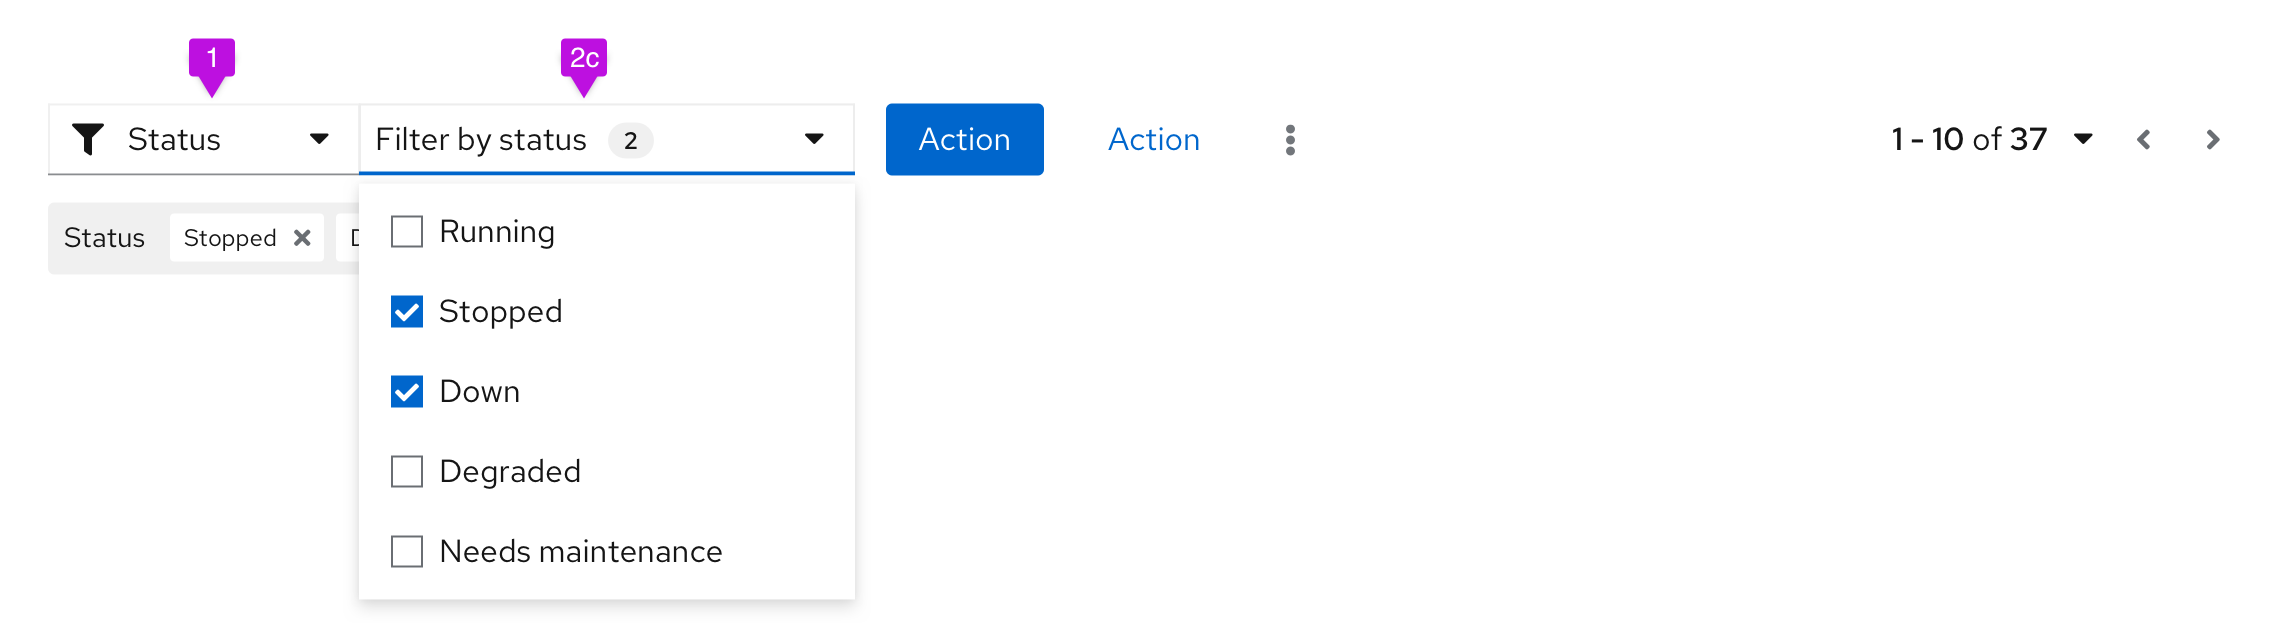 1 2c
Status Filter by status 2 Action Action 1 - 10 of 37
Status Stopped
Running
Stopped
Down
Degraded
Needs maintenance